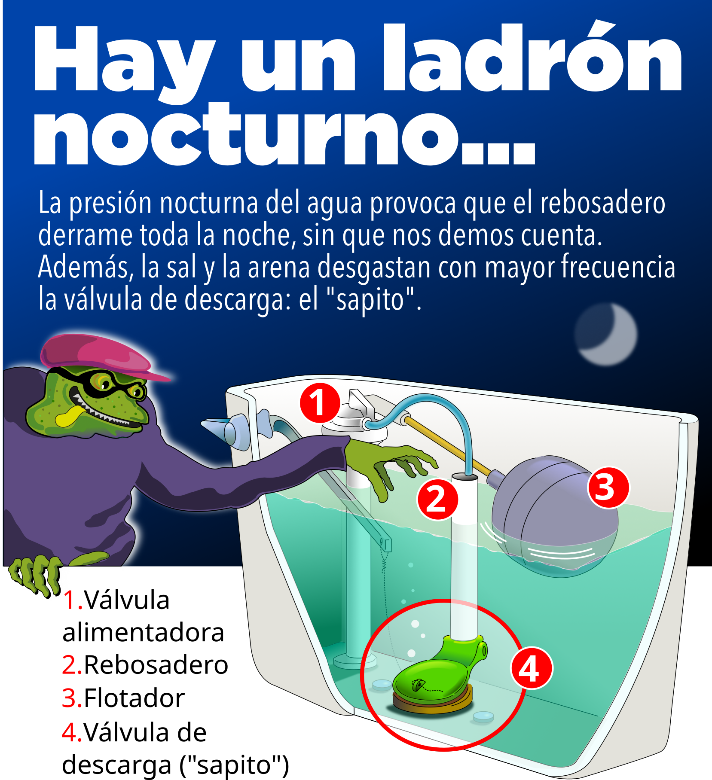 Hay un ladrón
nocturno...
La presión nocturna del agua provoca que el rebosadero
derrame toda la noche, sin que nos demos cuenta.
Además, la sal y la arena desgastan con mayor frecuencia
la válvula de descarga: el "sapito".
1
2
3
4
1.Válvula
alimentadora
2.Rebosadero
3.Flotador
4.Válvula de
descarga ("sapito")